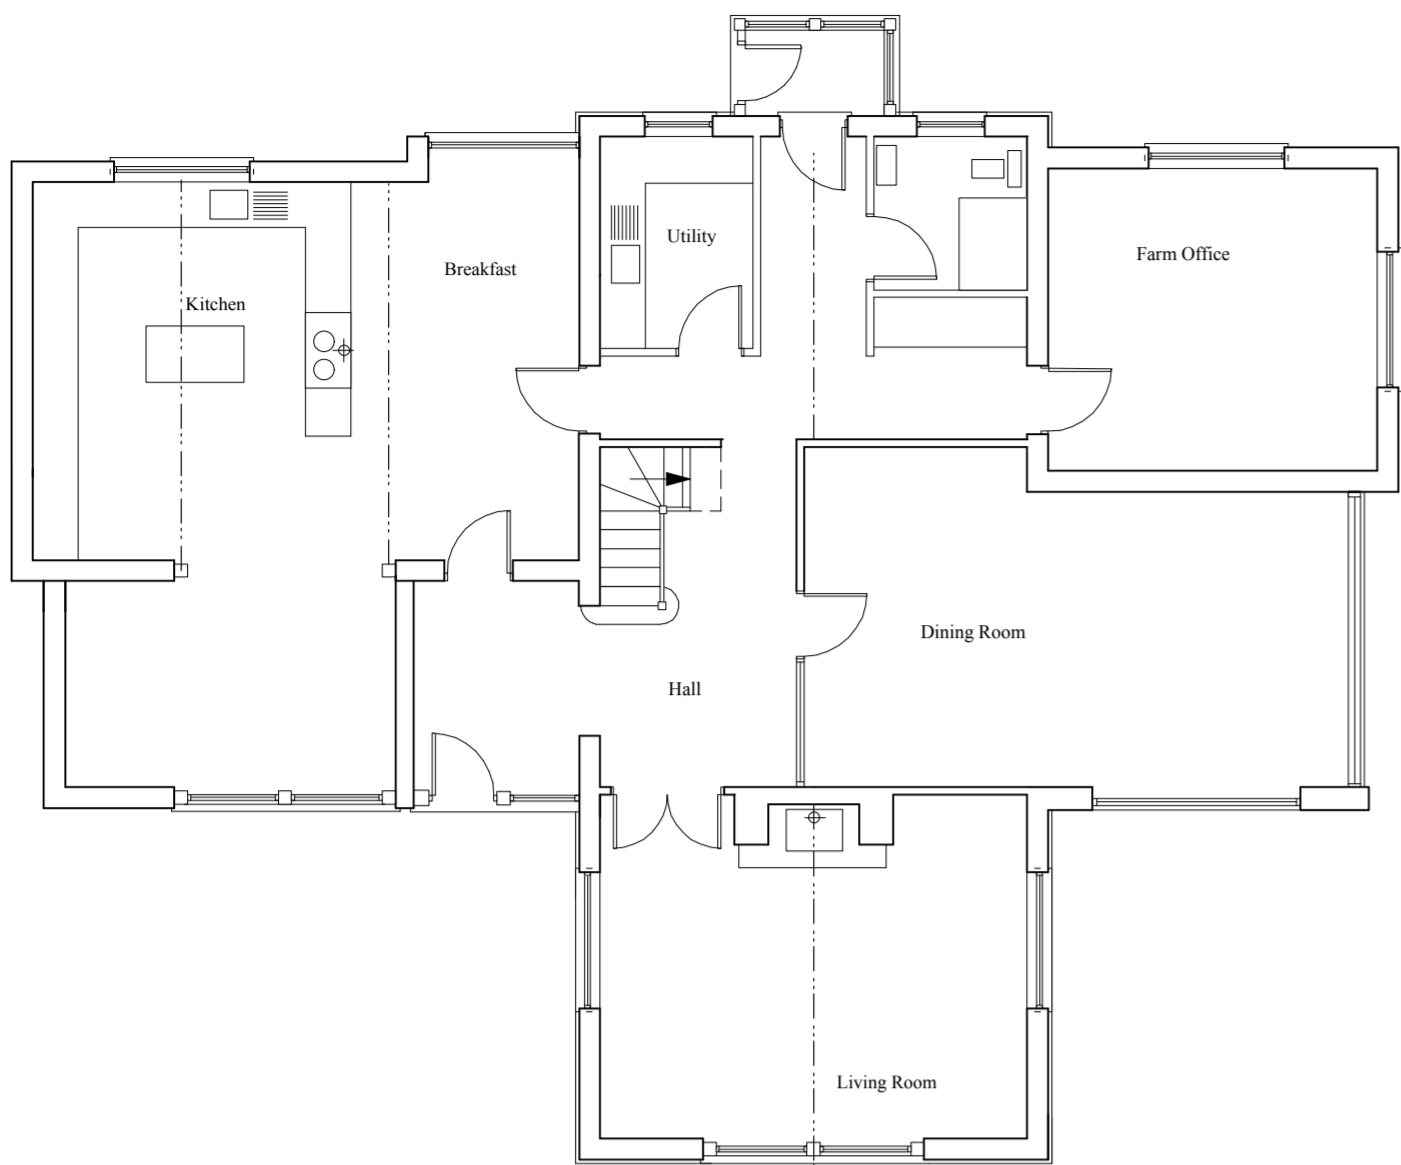 Utility
Farm Office
Breakfast
Kitchen
Dining Room
Hall
Living Room